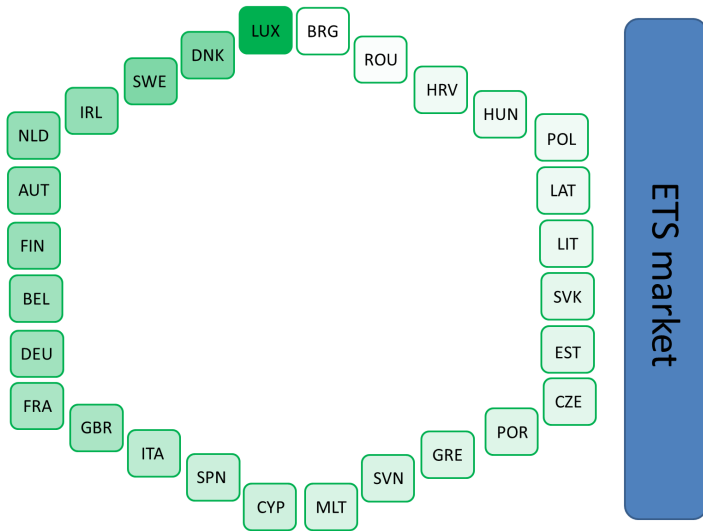 LUX
BRG
DNK
ROU
SWE
HRV
IRL
HUN
NLD
POL
AUT
LAT
FIN
LIT
BEL
SVK
DEU
EST
FRA
CZE
GBR
POR
ITA
GRE
SPN
SVN
CYP
MLT
ETS market